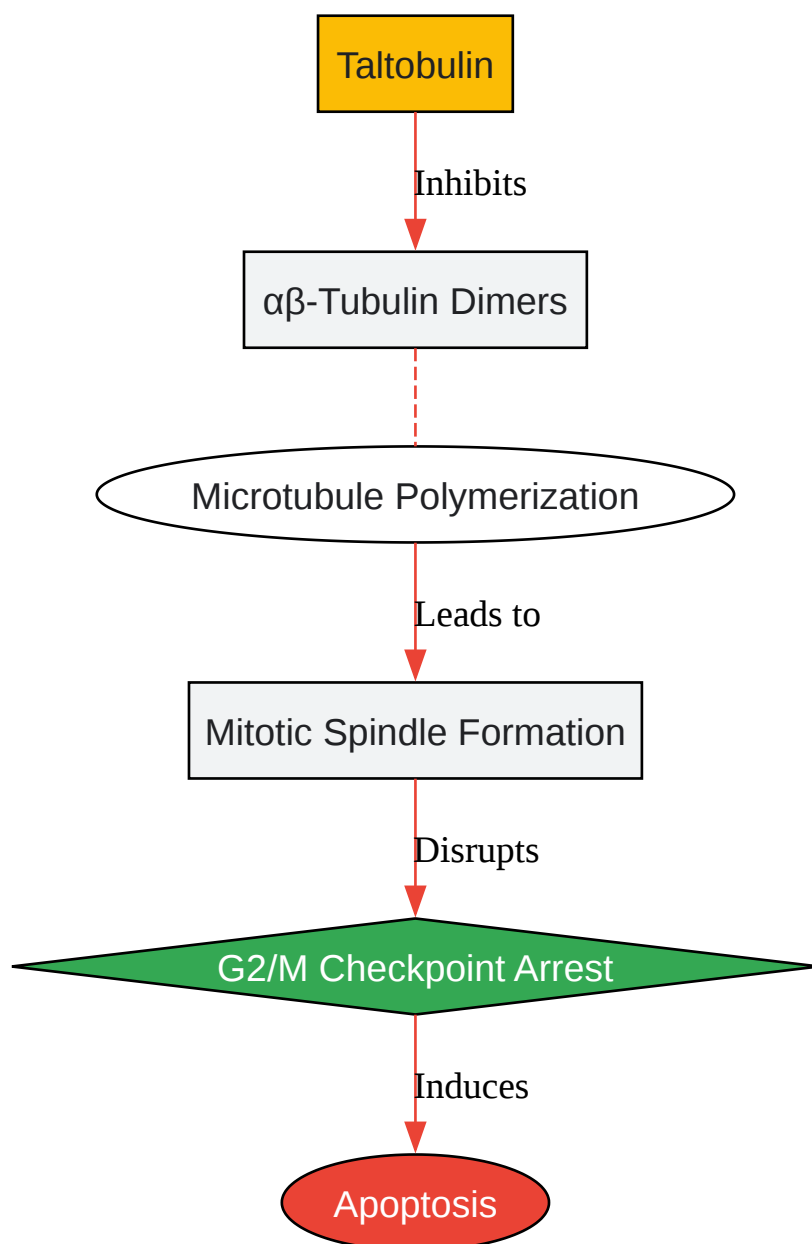 Taltobulin
Inhibits
αβ-Tubulin Dimers
Microtubule Polymerization
Leads to
Mitotic Spindle Formation
Disrupts
G2/M Checkpoint Arrest
Induces
Apoptosis